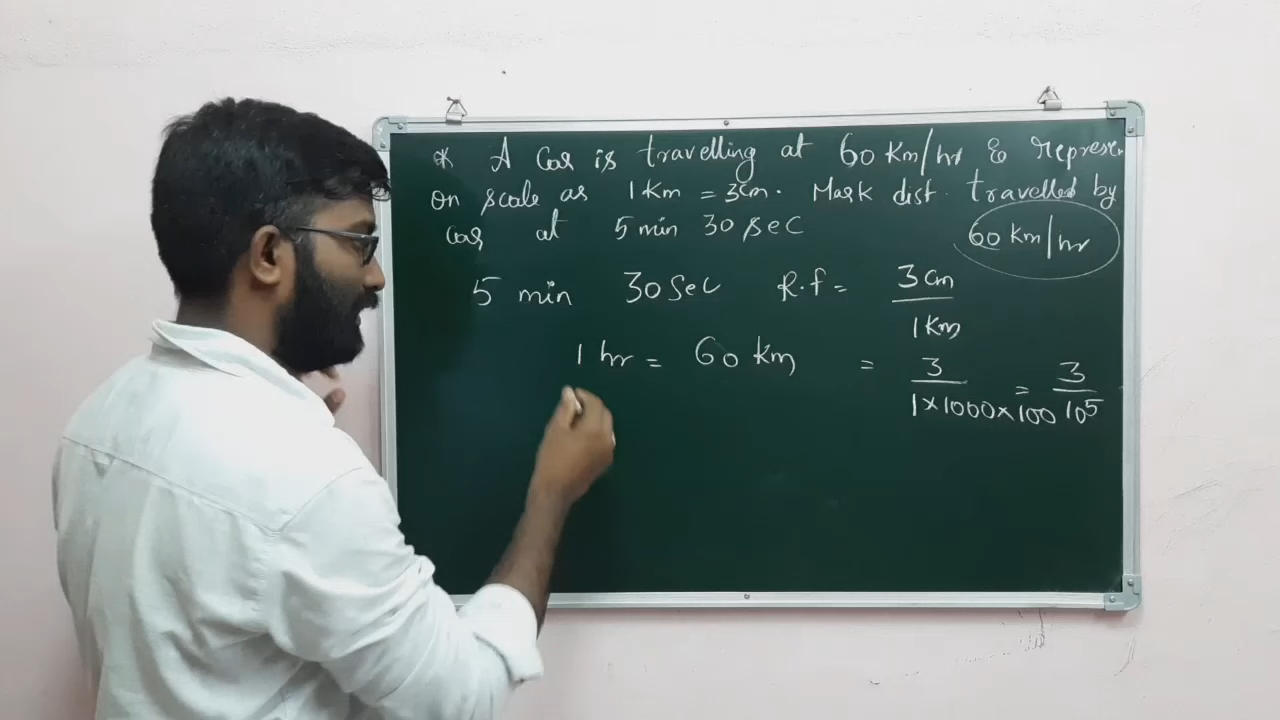 * A Car is travelling at 60 Km/hr & represen
on scale as 1 Km = 3cm. Mark dist. travelled by
car at 5 min 30 sec
60 Km/hr
5 min 30 Sec R.f = 3 cm / 1 Km
1 hr = 60 km
= 3 / 1×1000×100 = 3 / 10⁵